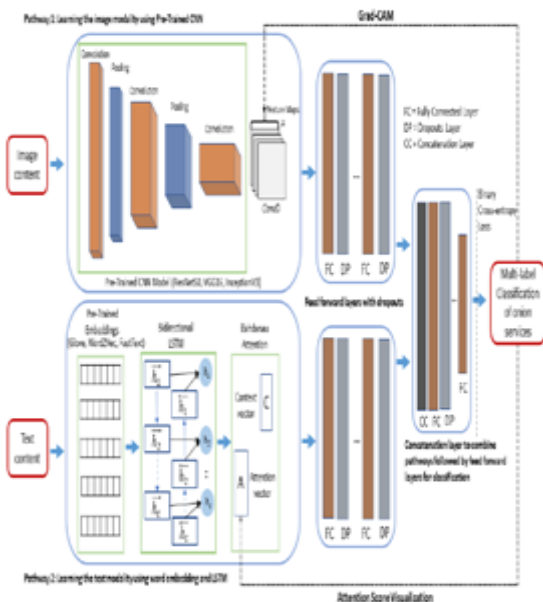 Pathway 1: Learning the image modality using Pre-Trained CNN
Grad-CAM
Convolution
Pooling
Convolution
Pooling
Convolution
Feature Maps
A
Image
content
Conv5
FC = Fully Connected Layer
DP = Dropouts Layer
CC = Concatenation Layer
Pre-Trained CNN Model (ResNet50, VGG16, InceptionV3)
FC DP FC DP
Binary
Cross-entropy
Loss
Feed forward layers with dropouts
Multi-label
Classification
of onion
services
Pre-Trained
Embeddings
(Glove, Word2Vec, FastText)
Bidirectional
LSTM
Attention
Text
content
Context
vector
C
Attention
vector
FC
CC FC DP
Concatenation layer to combine
pathways followed by feed forward
layers for classification
FC DP FC DP
Pathway 2: Learning the text modality using word embedding and LSTM
Attention Score Visualization